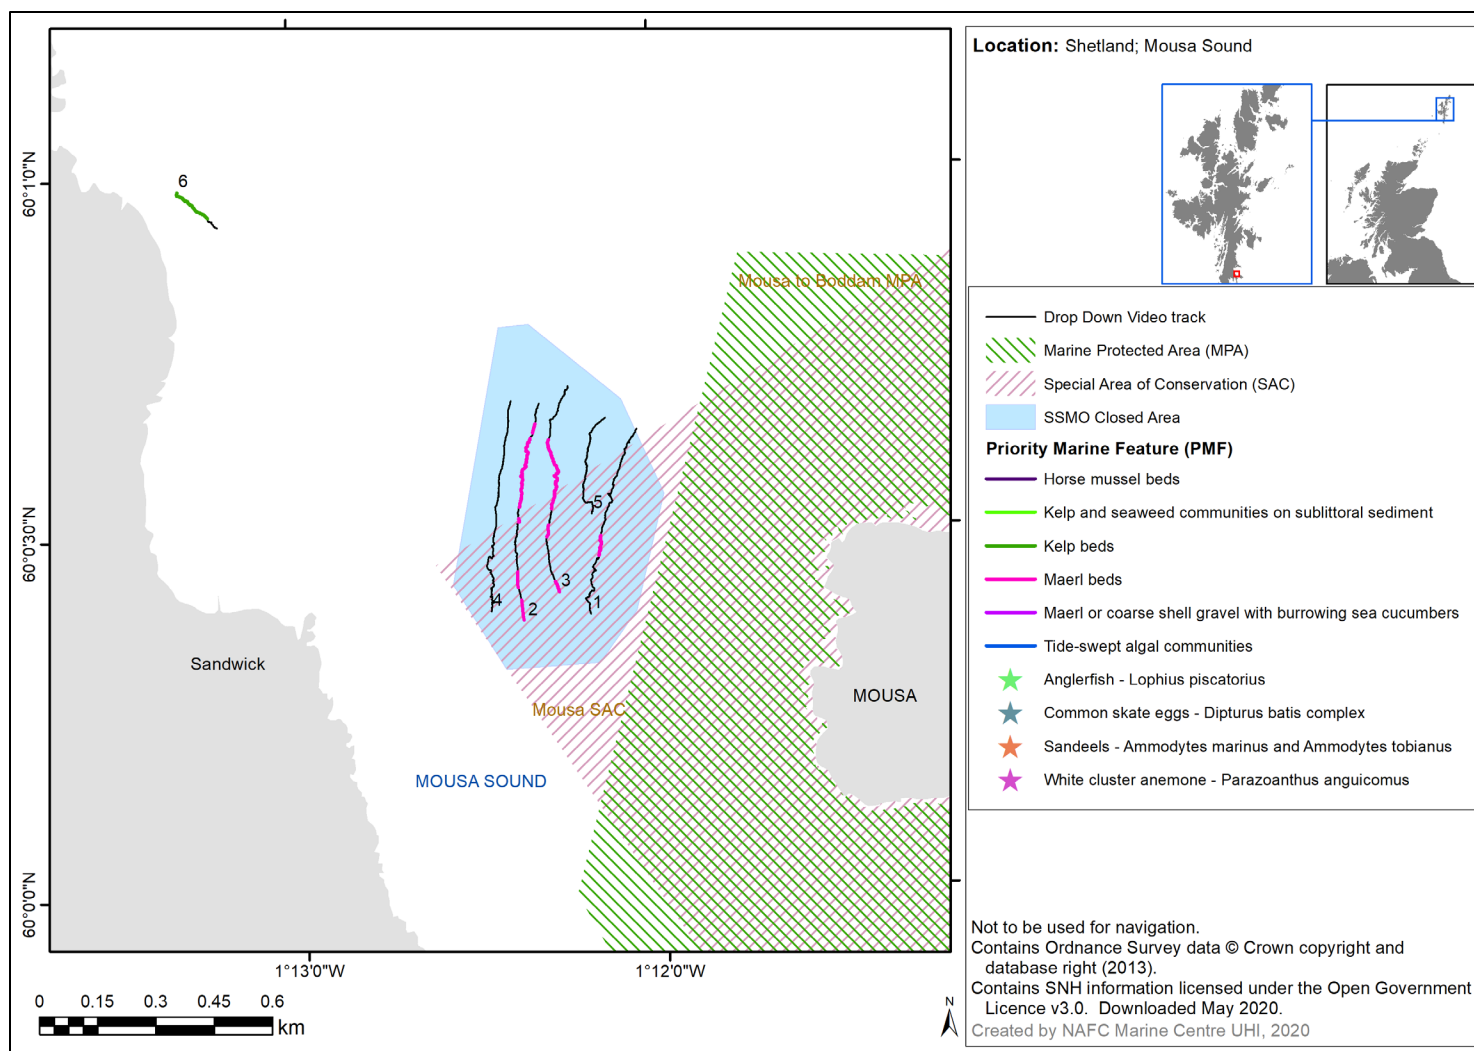 Location: Shetland; Mousa Sound
Drop Down Video track
Marine Protected Area (MPA)
Special Area of Conservation (SAC)
SSMO Closed Area
Priority Marine Feature (PMF)
Horse mussel beds
Kelp and seaweed communities on sublittoral sediment
Kelp beds
Maerl beds
Maerl or coarse shell gravel with burrowing sea cucumbers
Tide-swept algal communities
Anglerfish - Lophius piscatorius
Common skate eggs - Dipturus batis complex
Sandeels - Ammodytes marinus and Ammodytes tobianus
White cluster anemone - Parazoanthus anguicomus
Not to be used for navigation.
Contains Ordnance Survey data © Crown copyright and
database right (2013).
Contains SNH information licensed under the Open Government
Licence v3.0. Downloaded May 2020.
Created by NAFC Marine Centre UHI, 2020
6
Mousa to Boddam MPA
5
4
2
3
1
Sandwick
MOUSA
Mousa SAC
MOUSA SOUND
60°1'0"N
60°0'30"N
60°0'0"N
1°13'0"W
1°12'0"W
0 0.15 0.3 0.45 0.6
km
N